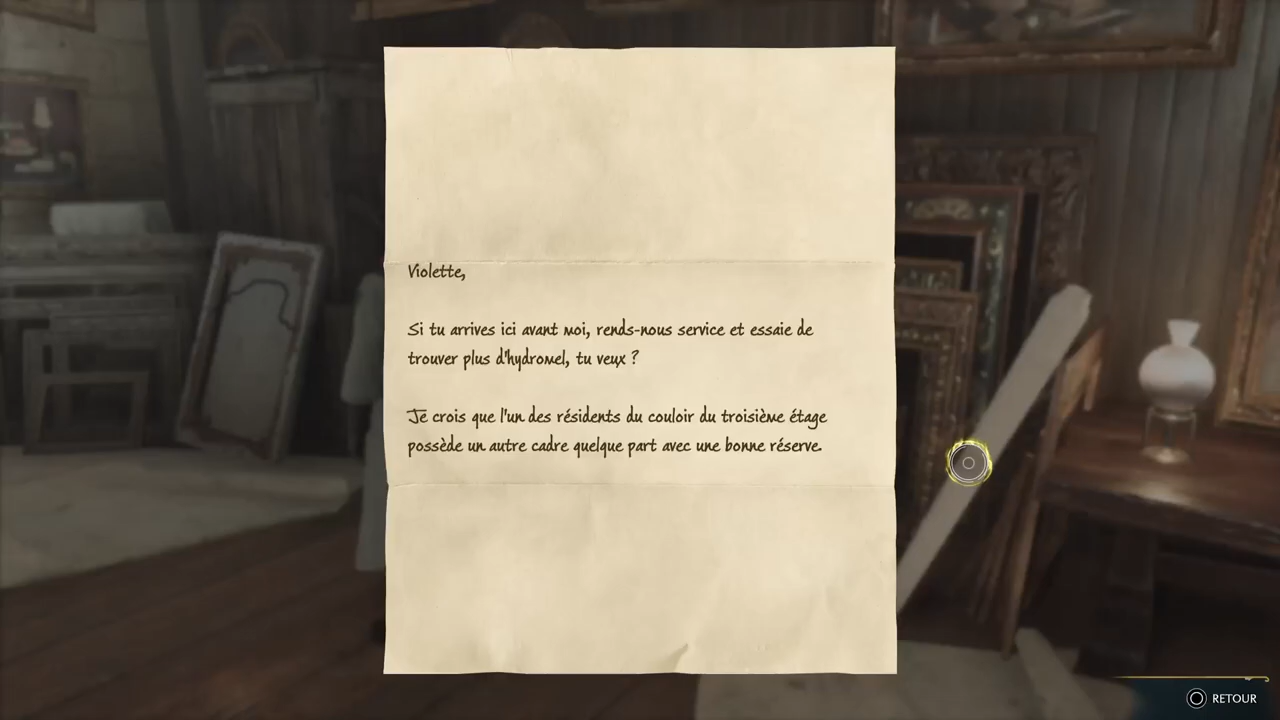 Violette,
Si tu arrives ici avant moi, rends-nous service et essaie de
trouver plus d'hydromel, tu veux ?
Je crois que l'un des résidents du couloir du troisième étage
possède un autre cadre quelque part avec une bonne réserve.
RETOUR